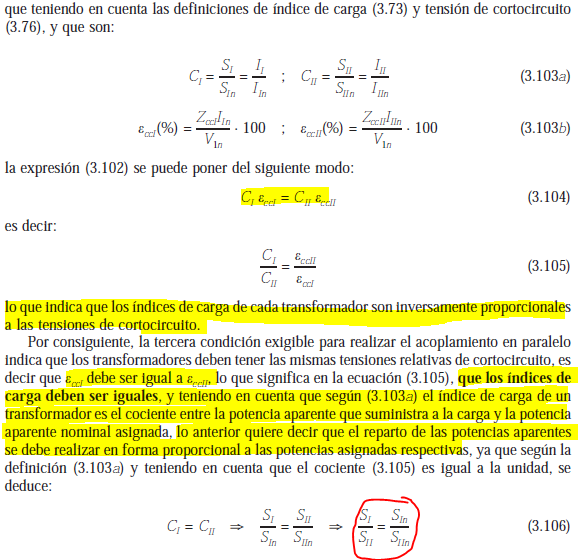 que teniendo en cuenta las definiciones de índice de carga (3.73) y tensión de cortocircuito
(3.76), y que son:
C_I = S_I/S_In = I_I/I_In ; C_II = S_II/S_IIn = I_II/I_IIn (3.103a)
ε_ccI(%) = Z_ccI I_In/V_1n · 100 ; ε_ccII(%) = Z_ccII I_IIn/V_1n · 100 (3.103b)
la expresión (3.102) se puede poner del siguiente modo:
C_I ε_ccI = C_II ε_ccII (3.104)
es decir:
C_I/C_II = ε_ccII/ε_ccI (3.105)
lo que indica que los índices de carga de cada transformador son inversamente proporcionales
a las tensiones de cortocircuito.
Por consiguiente, la tercera condición exigible para realizar el acoplamiento en paralelo
indica que los transformadores deben tener las mismas tensiones relativas de cortocircuito, es
decir que ε_ccI debe ser igual a ε_ccII, lo que significa en la ecuación (3.105), que los índices de
carga deben ser iguales, y teniendo en cuenta que según (3.103a) el índice de carga de un
transformador es el cociente entre la potencia aparente que suministra a la carga y la potencia
aparente nominal asignada, lo anterior quiere decir que el reparto de las potencias aparentes
se debe realizar en forma proporcional a las potencias asignadas respectivas, ya que según la
definición (3.103a) y teniendo en cuenta que el cociente (3.105) es igual a la unidad, se
deduce:
C_I = C_II ⇒ S_I/S_In = S_II/S_IIn ⇒ S_I/S_II = S_In/S_IIn (3.106)